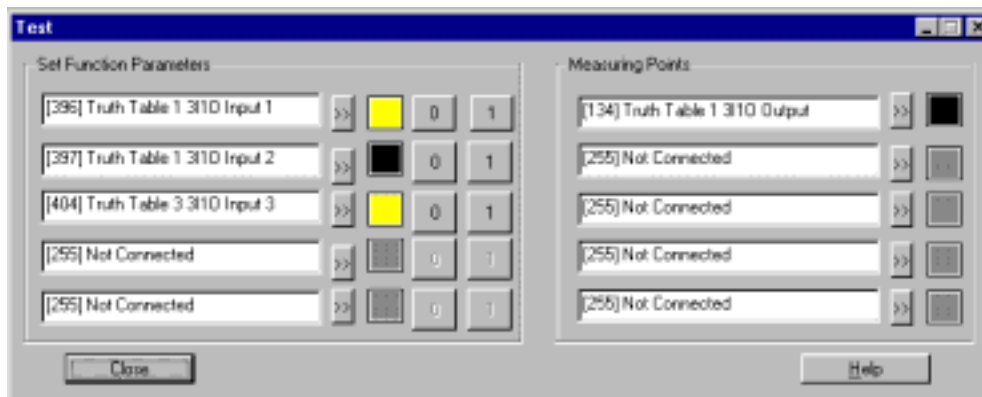 Test
Set Function Parameters
[396] Truth Table 1 3I1O Input 1 >> 0 1
[397] Truth Table 1 3I1O Input 2 >> 0 1
[404] Truth Table 3 3I1O Input 3 >> 0 1
[255] Not Connected >> 0 1
[255] Not Connected >> 0 1
Close
Measuring Points
[134] Truth Table 1 3I1O Output >>
[255] Not Connected >>
[255] Not Connected >>
[255] Not Connected >>
[255] Not Connected >>
Help